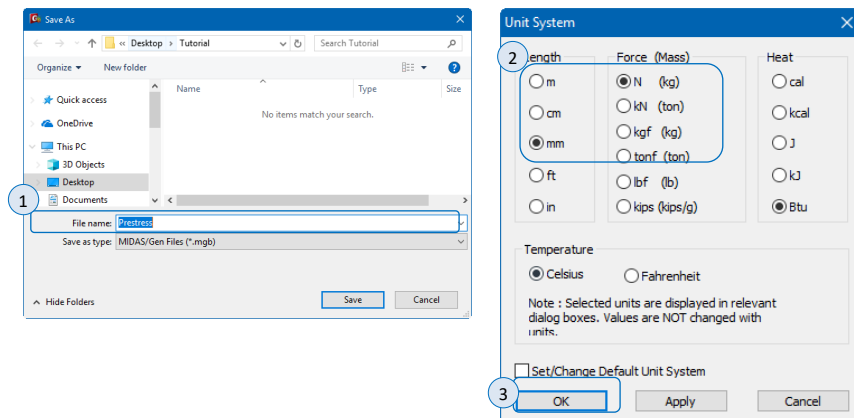 Save As
« Desktop › Tutorial
Search Tutorial
Organize
New folder
Name
Type
Size
No items match your search.
Quick access
OneDrive
This PC
3D Objects
Desktop
Documents
1
File name: Prestress
Save as type: MIDAS/Gen Files (*.mgb)
Hide Folders
Save
Cancel
Unit System
2
Length
m
cm
mm
ft
in
Force (Mass)
N (kg)
kN (ton)
kgf (kg)
tonf (ton)
lbf (lb)
kips (kips/g)
Heat
cal
kcal
J
kJ
Btu
Temperature
Celsius
Fahrenheit
Note : Selected units are displayed in relevant
dialog boxes. Values are NOT changed with
units.
Set/Change Default Unit System
3
OK
Apply
Cancel